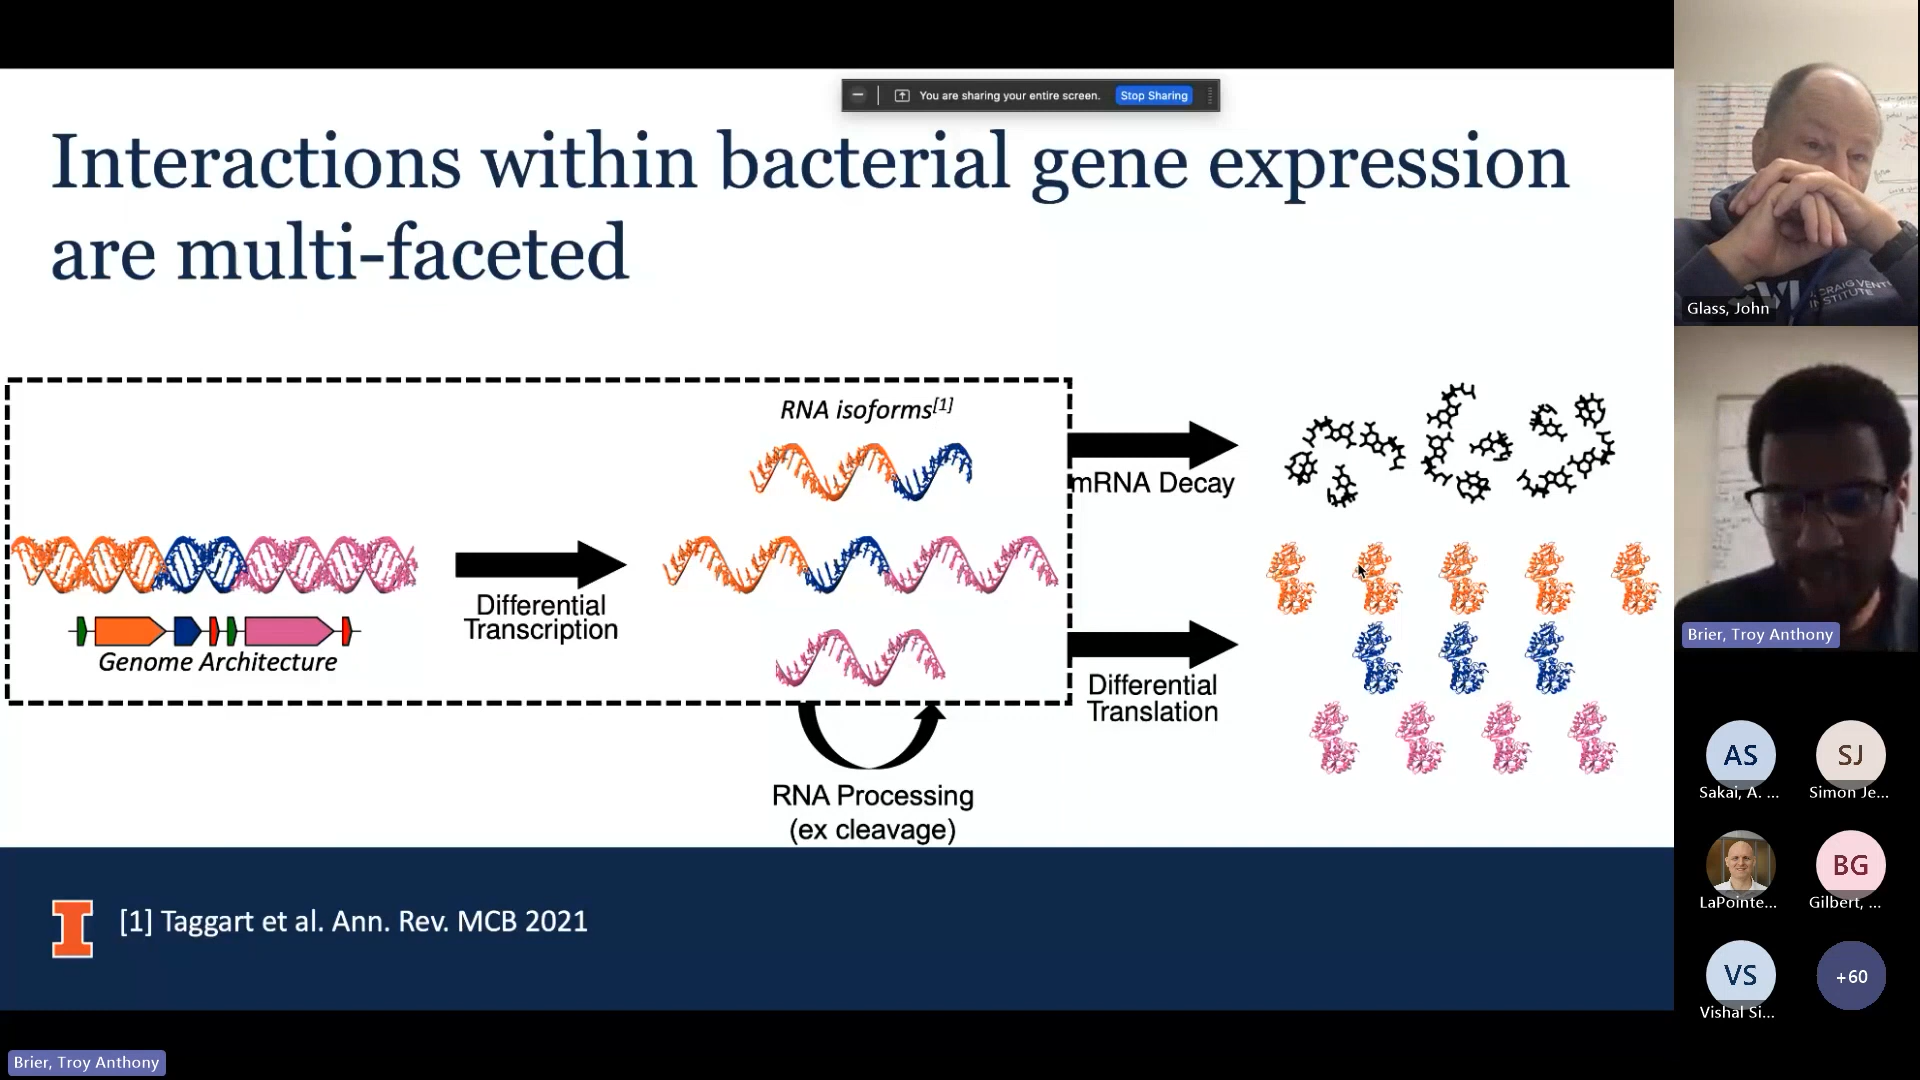 You are sharing your entire screen.
Stop Sharing
Interactions within bacterial gene expression
are multi-faceted
RNA isoforms[1]
mRNA Decay
Differential
Transcription
Genome Architecture
Differential
Translation
RNA Processing
(ex cleavage)
[1] Taggart et al. Ann. Rev. MCB 2021
Brier, Troy Anthony
CRAIG VENT
INSTITUTE
Glass, John
Brier, Troy Anthony
AS
Sakai, A. ...
SJ
Simon Je...
LaPointe...
BG
Gilbert, ...
VS
Vishal Si...
+60